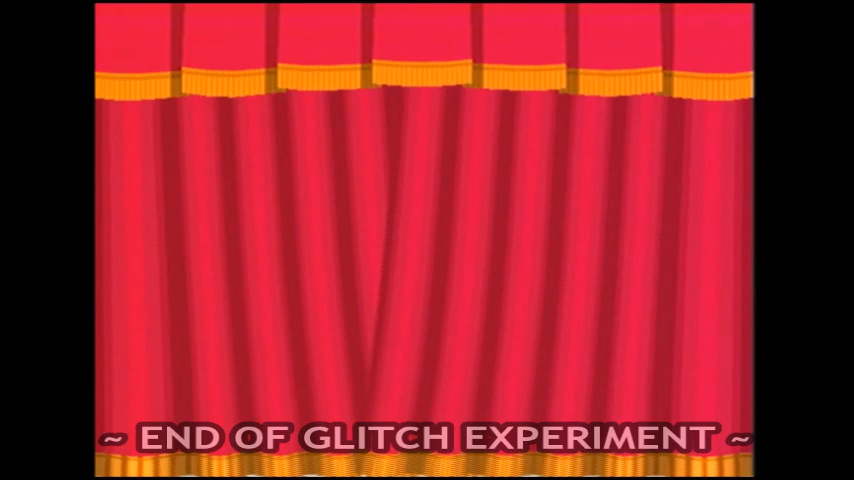 ~ END OF GLITCH EXPERIMENT ~